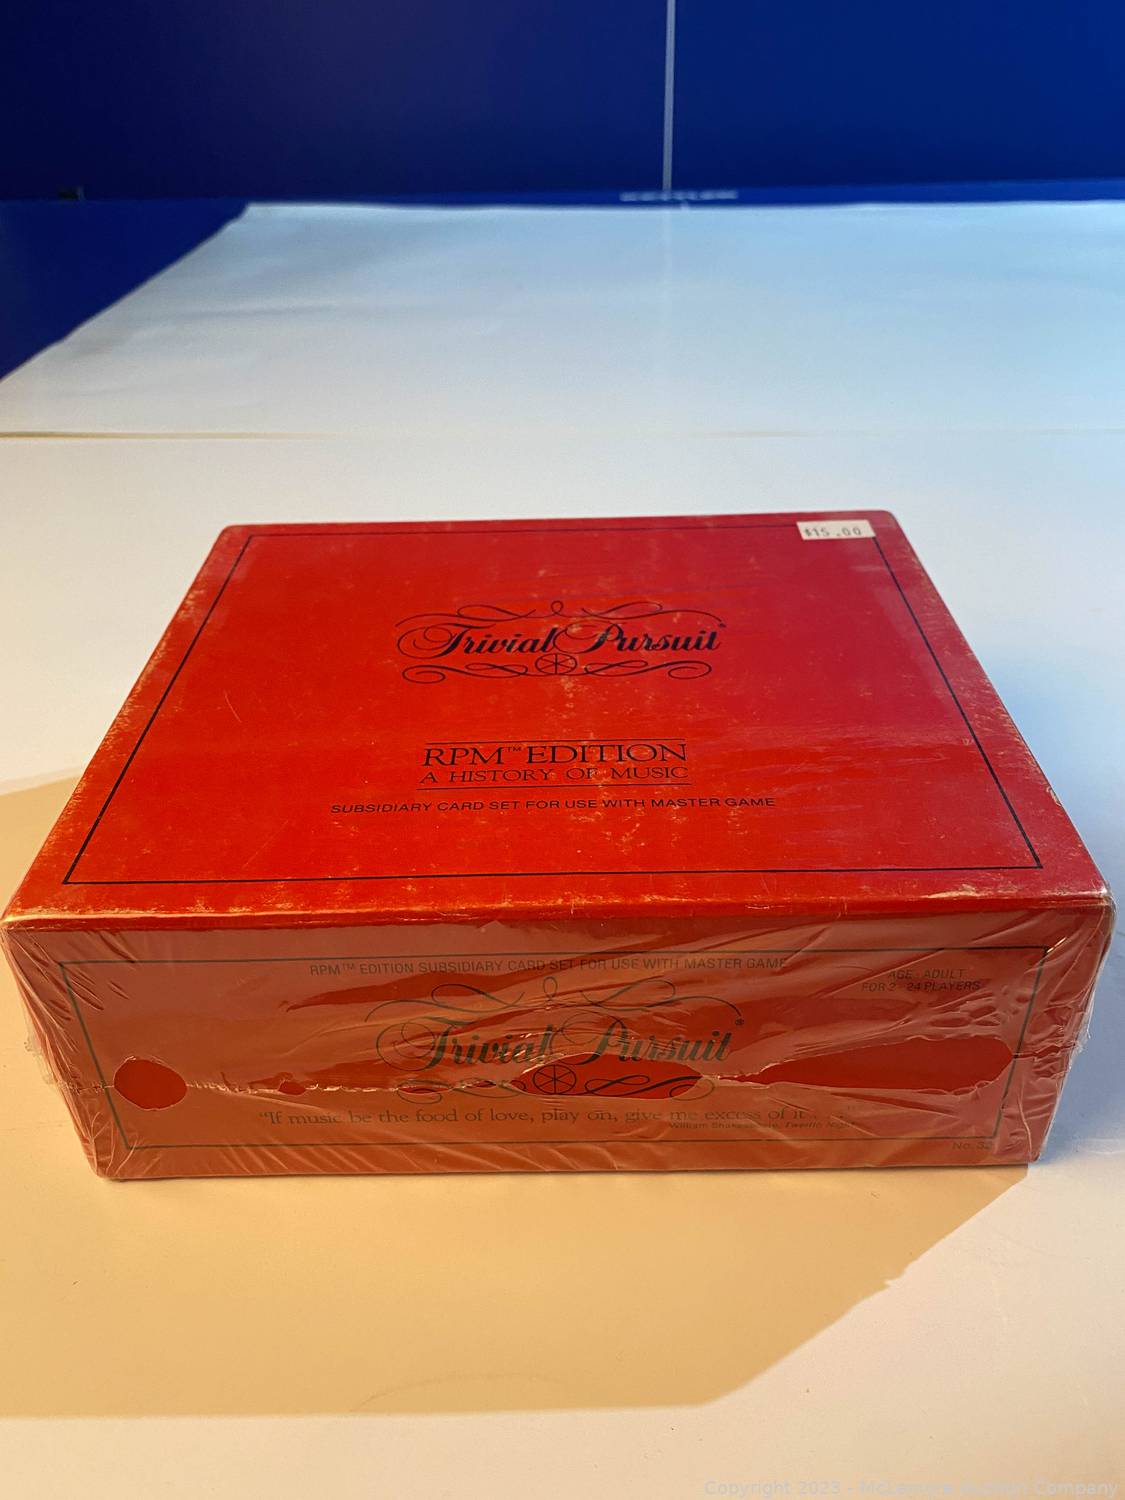 $15.00
Trivial Pursuit®
RPM™ EDITION
A HISTORY OF MUSIC
SUBSIDIARY CARD SET FOR USE WITH MASTER GAME
RPM™ EDITION SUBSIDIARY CARD SET FOR USE WITH MASTER GAME
AGE - ADULT
FOR 2 - 24 PLAYERS
Trivial Pursuit®
"If music be the food of love, play on, give me excess of it . . ."
William Shakespeare, Twelfth Night
No.
Copyright 2023 - McLemore Auction Company